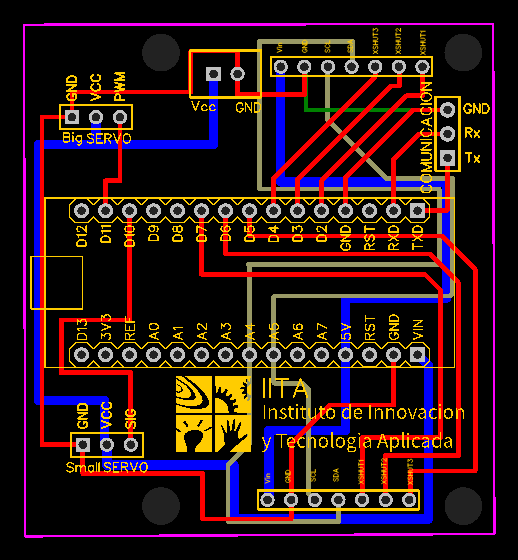 Vin GND SCL SDA XSHUT3 XSHUT2 XSHUT1
GND VCC PWM
Big SERVO
Vcc GND
COMUNICACION
GND
Rx
Tx
D12 D11 D10 D9 D8 D7 D6 D5 D4 D3 D2 GND RST RXD TXD
D13 3V3 REF A0 A1 A2 A3 A4 A5 A6 A7 5V RST GND VIN
IITA
Instituto de Innovacion
y Tecnologia Aplicada
GND VCC SIG
Small SERVO
Vin GND SCL SDA XSHUT1 XSHUT2 XSHUT3